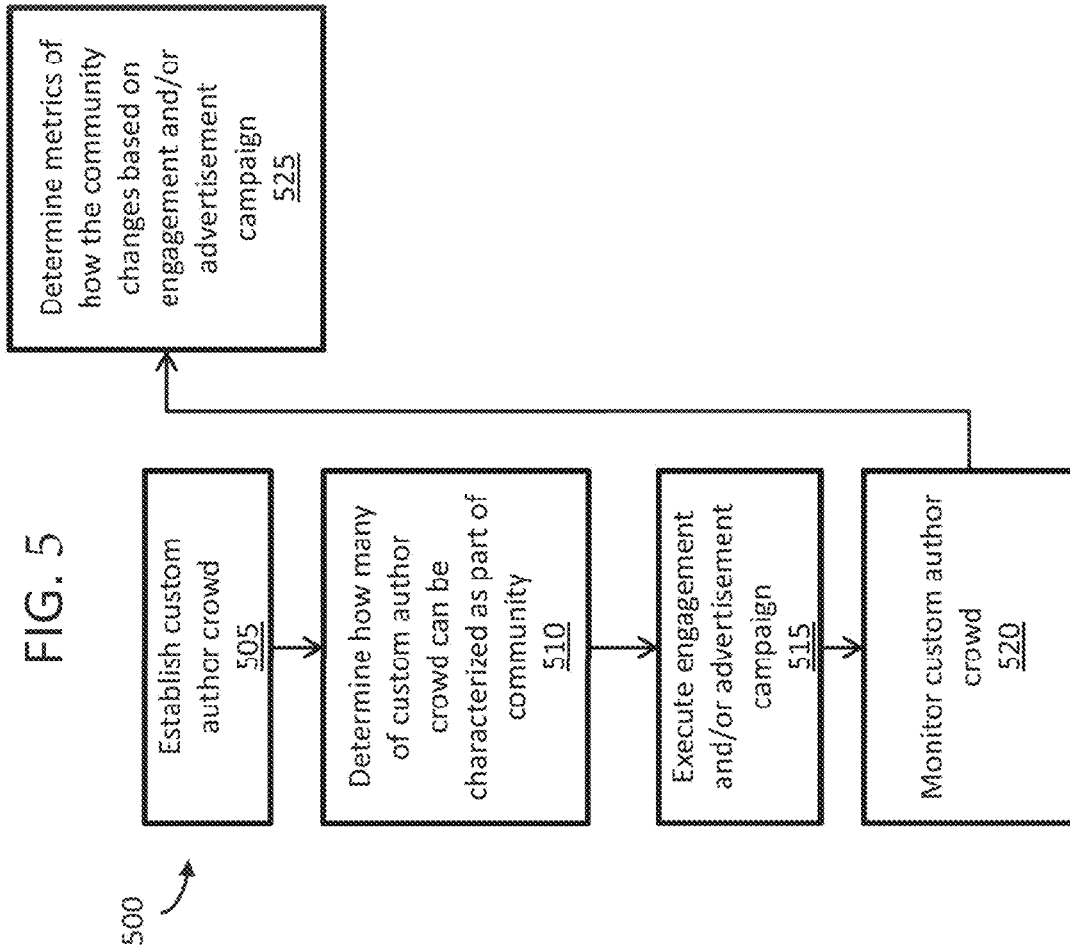 FIG. 5
500
Establish custom
author crowd
505
Determine how many
of custom author
crowd can be
characterized as part of
community
510
Execute engagement
and/or advertisement
campaign
515
Monitor custom author
crowd
520
Determine metrics of
how the community
changes based on
engagement and/or
advertisement
campaign
525